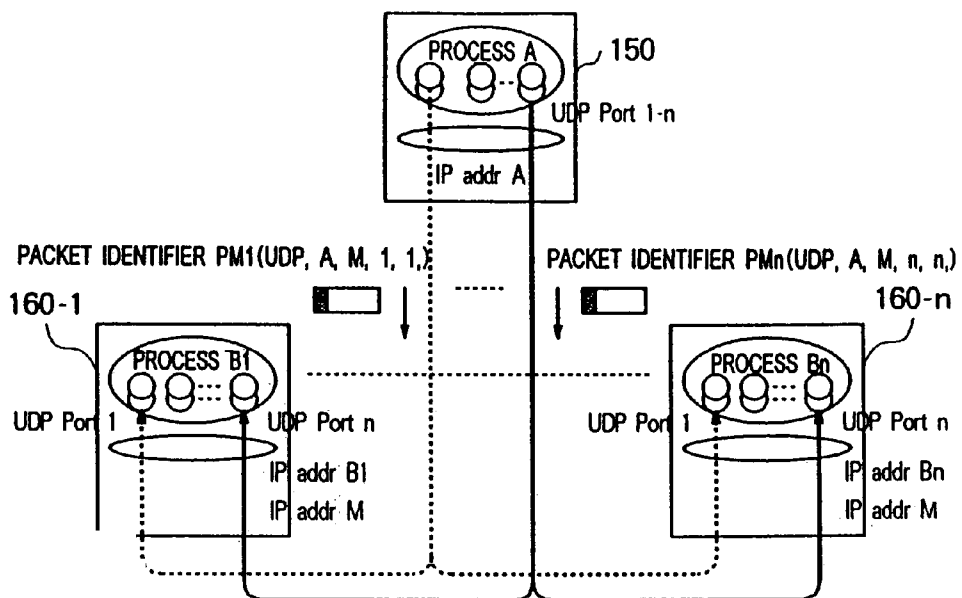 PROCESS A
150
UDP Port 1-n
IP addr A
PACKET IDENTIFIER PM1(UDP, A, M, 1, 1,)
PACKET IDENTIFIER PMn(UDP, A, M, n, n,)
160-1
160-n
PROCESS B1
PROCESS Bn
UDP Port 1
UDP Port n
UDP Port 1
UDP Port n
IP addr B1
IP addr Bn
IP addr M
IP addr M